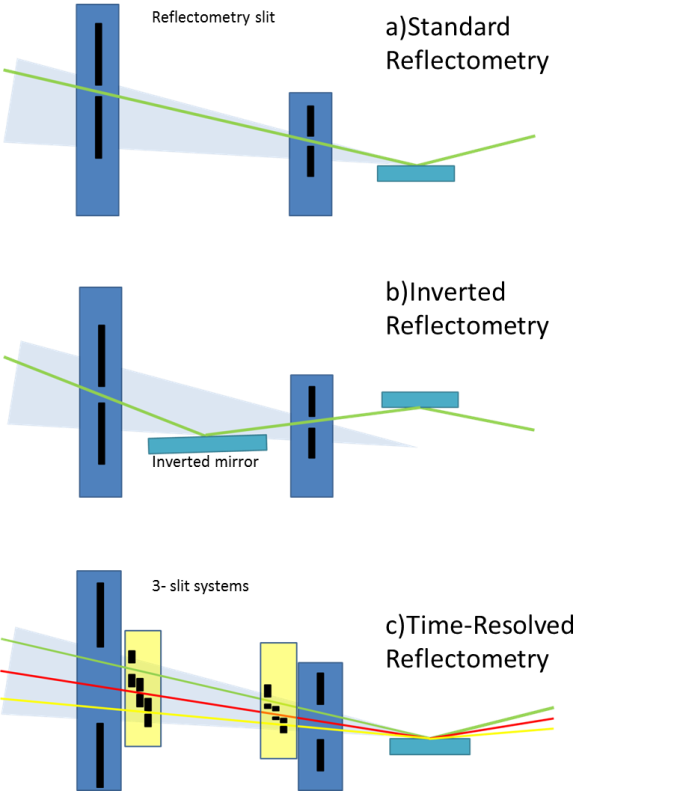 Reflectometry slit
a)Standard
Reflectometry
b)Inverted
Reflectometry
Inverted mirror
3- slit systems
c)Time-Resolved
Reflectometry